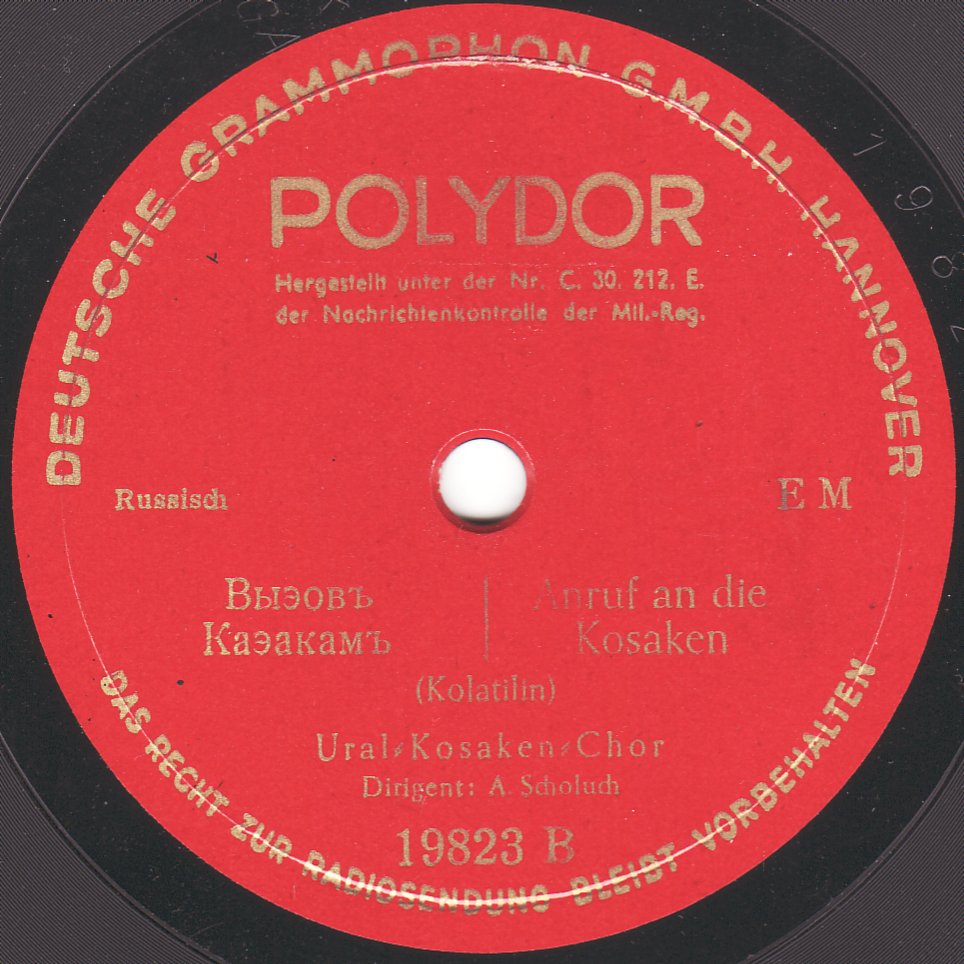 DEUTSCHE GRAMMOPHON G.M.B.H. HANNOVER
POLYDOR
Hergestellt unter der Nr. C. 30. 212. E.
der Nachrichtenkontrolle der Mil.-Reg.
Russisch
E M
Выэовъ
Каэакамъ
Anruf an die
Kosaken
(Kolatilin)
Ural-Kosaken-Chor
Dirigent: A. Scholuch
19823 B
DAS RECHT ZUR RADIOSENDUNG BLEIBT VORBEHALTEN